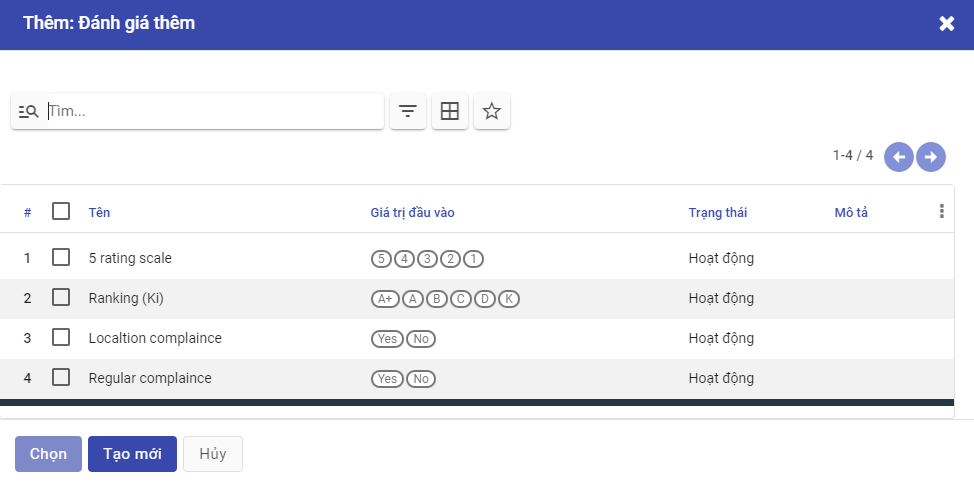 Thêm: Đánh giá thêm
Tìm...
1-4 / 4
# Tên Giá trị đầu vào Trạng thái Mô tả
1 5 rating scale 5 4 3 2 1 Hoạt động
2 Ranking (Ki) A+ A B C D K Hoạt động
3 Localtion complaince Yes No Hoạt động
4 Regular complaince Yes No Hoạt động
Chọn Tạo mới Hủy